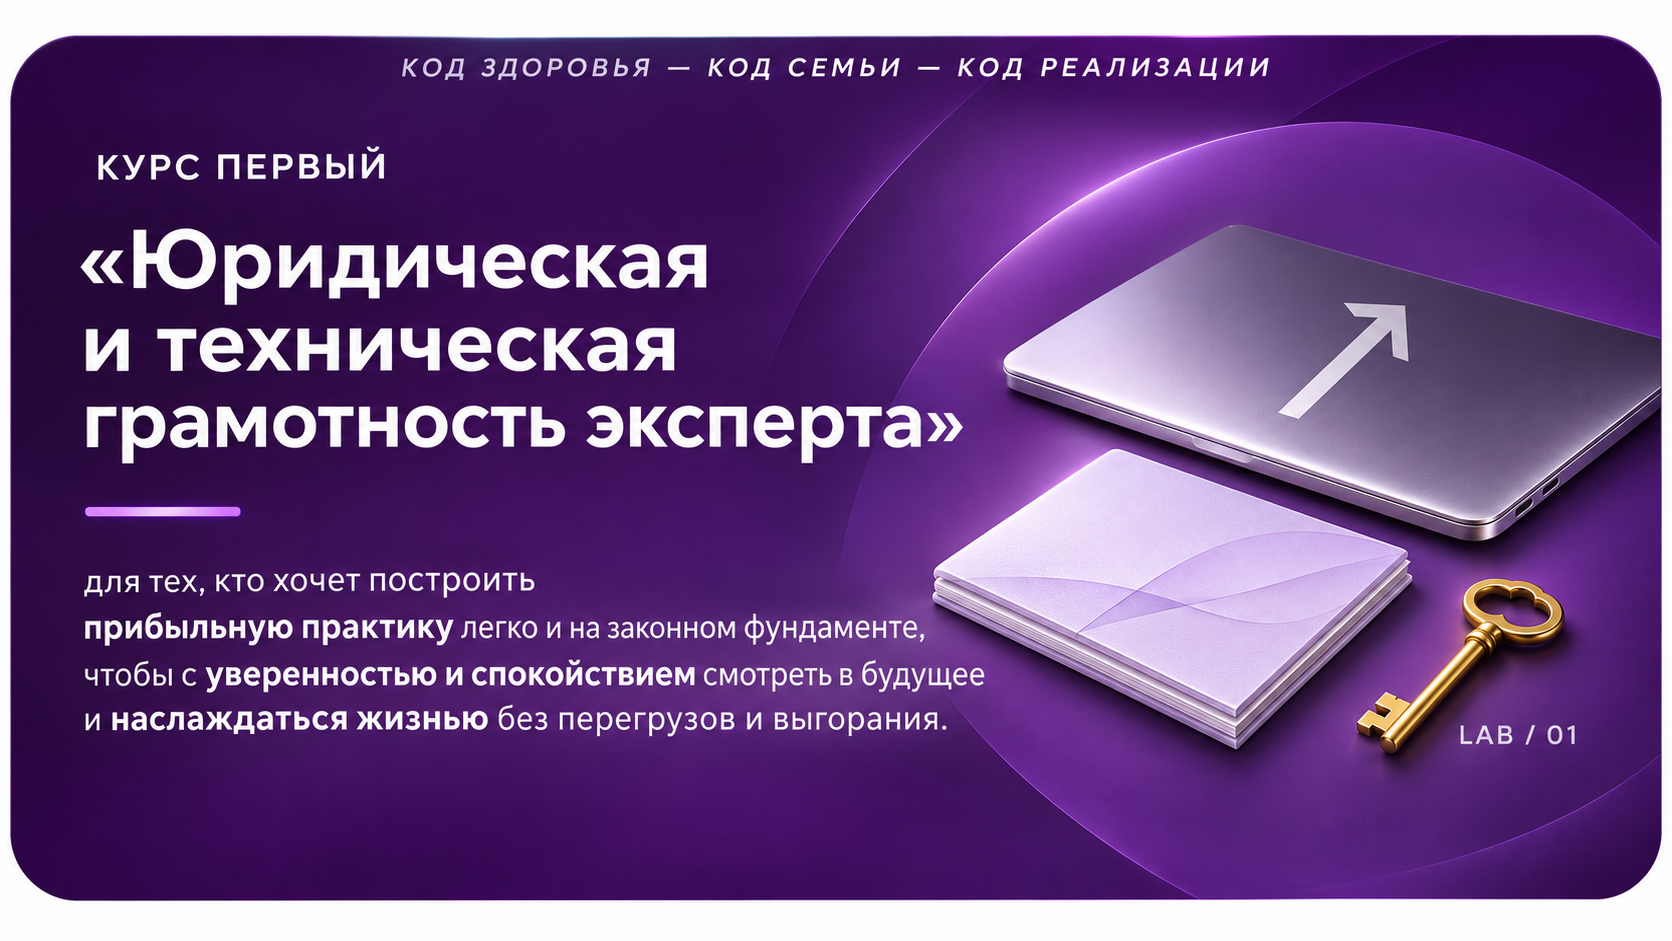 КОД ЗДОРОВЬЯ — КОД СЕМЬИ — КОД РЕАЛИЗАЦИИ
КУРС ПЕРВЫЙ
«Юридическая
и техническая
грамотность эксперта»
для тех, кто хочет построить
прибыльную практику легко и на законном фундаменте,
чтобы с уверенностью и спокойствием смотреть в будущее
и наслаждаться жизнью без перегрузов и выгорания.
LAB / 01